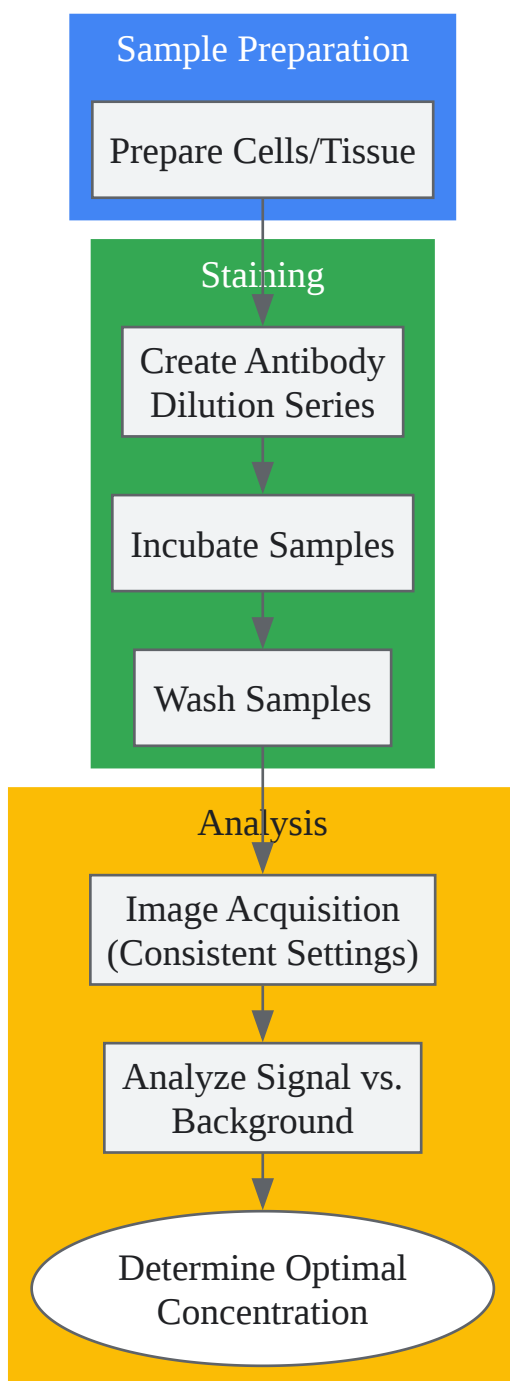 Sample Preparation
Prepare Cells/Tissue
Staining
Create Antibody
Dilution Series
Incubate Samples
Wash Samples
Analysis
Image Acquisition
(Consistent Settings)
Analyze Signal vs.
Background
Determine Optimal
Concentration